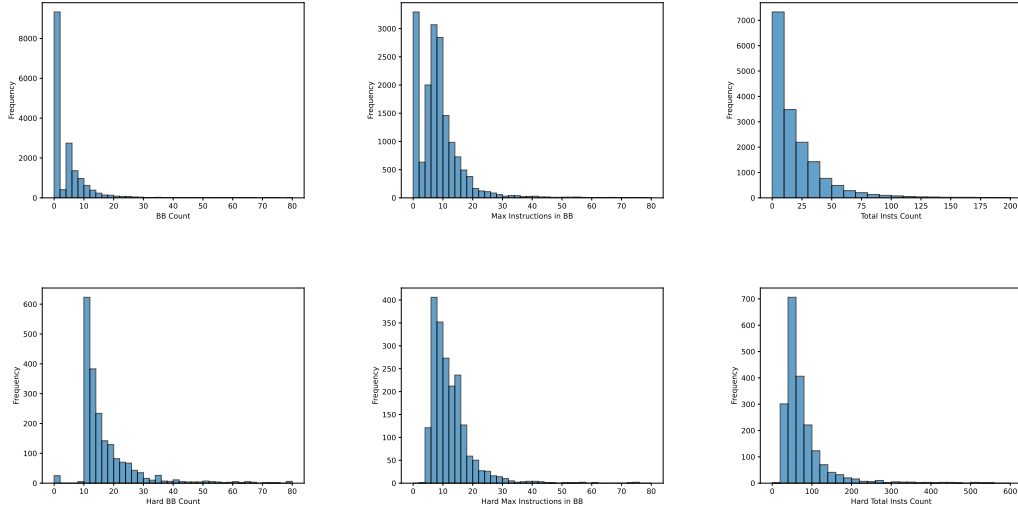 8000
6000
4000
2000
0
Frequency
0 10 20 30 40 50 60 70 80
BB Count
3000
2500
2000
1500
1000
500
0
Frequency
0 10 20 30 40 50 60 70 80
Max Instructions in BB
7000
6000
5000
4000
3000
2000
1000
0
Frequency
0 25 50 75 100 125 150 175 200
Total Insts Count
600
500
400
300
200
100
0
Frequency
0 10 20 30 40 50 60 70 80
Hard BB Count
400
350
300
250
200
150
100
50
0
Frequency
0 10 20 30 40 50 60 70 80
Hard Max Instructions in BB
700
600
500
400
300
200
100
0
Frequency
0 100 200 300 400 500 600
Hard Total Insts Count